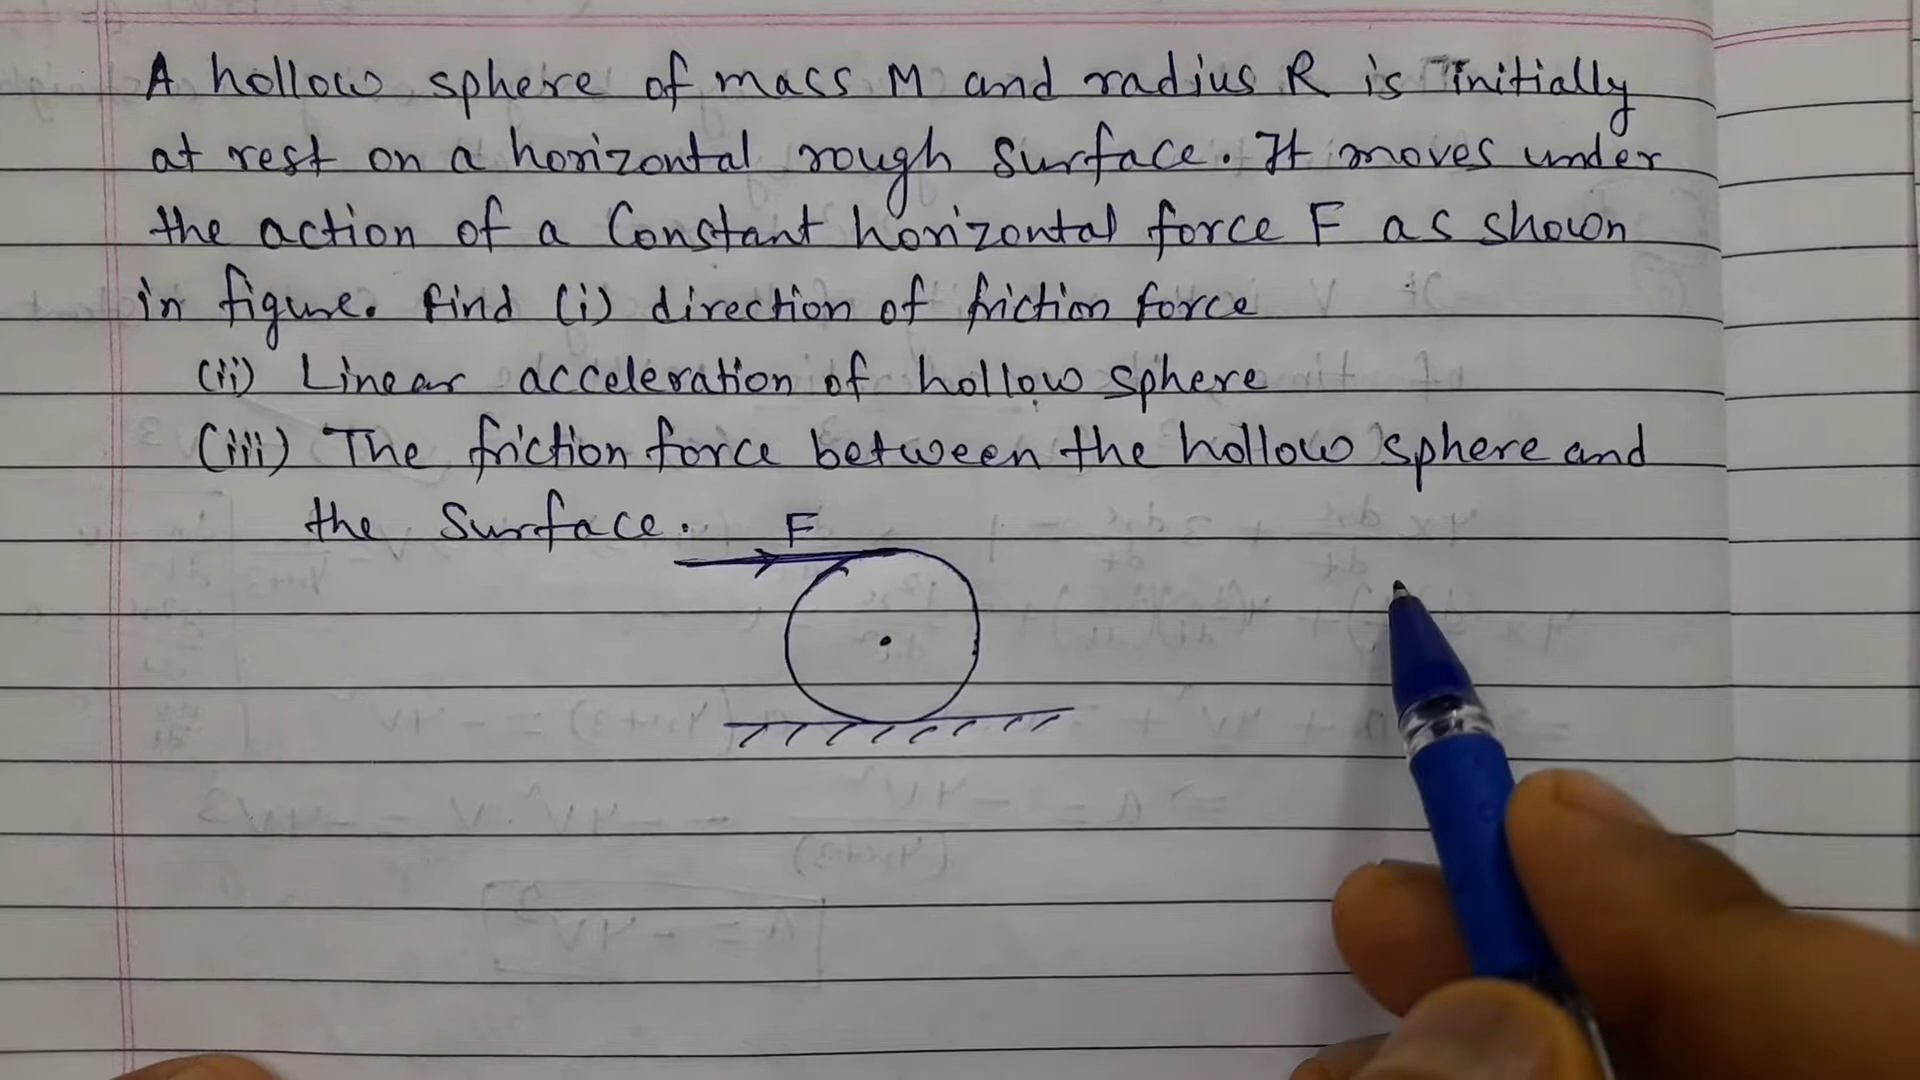 A hollow sphere of mass M and radius R is initially
at rest on a horizontal rough surface. It moves under
the action of a Constant horizontal force F as shown
in figure. Find (i) direction of friction force
(ii) Linear acceleration of hollow sphere
(iii) The friction force between the hollow sphere and
the Surface.
F